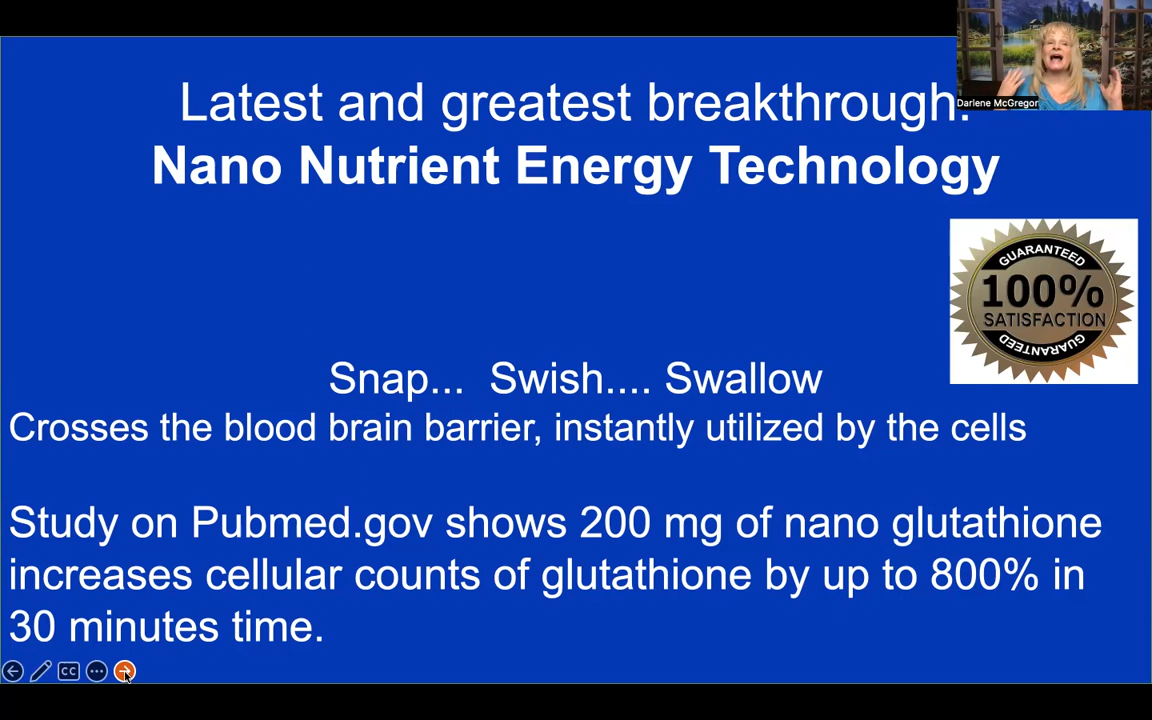 Latest and greatest breakthrough:
Nano Nutrient Energy Technology
Darlene McGregor
GUARANTEED
100%
SATISFACTION
GUARANTEED
Snap... Swish.... Swallow
Crosses the blood brain barrier, instantly utilized by the cells
Study on Pubmed.gov shows 200 mg of nano glutathione
increases cellular counts of glutathione by up to 800% in
30 minutes time.
CC